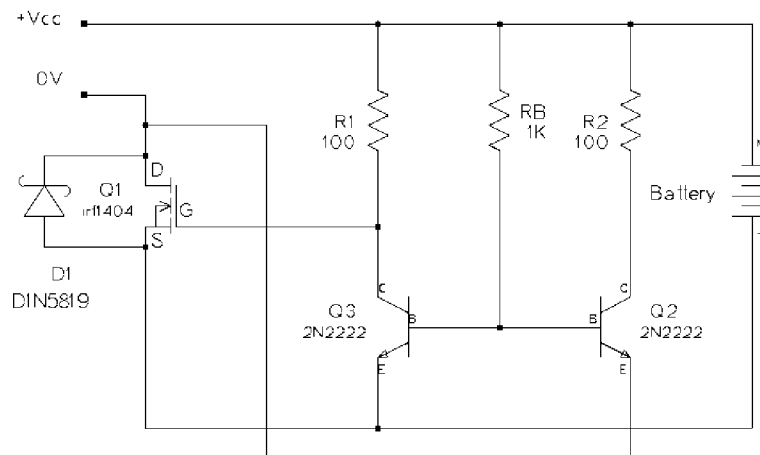 +Vcc
0V
R1
100
RB
1K
R2
100
Battery
D
Q1
irf1404
G
S
D1
DIN5819
C
Q3
2N2222
B
E
C
Q2
2N2222
B
E